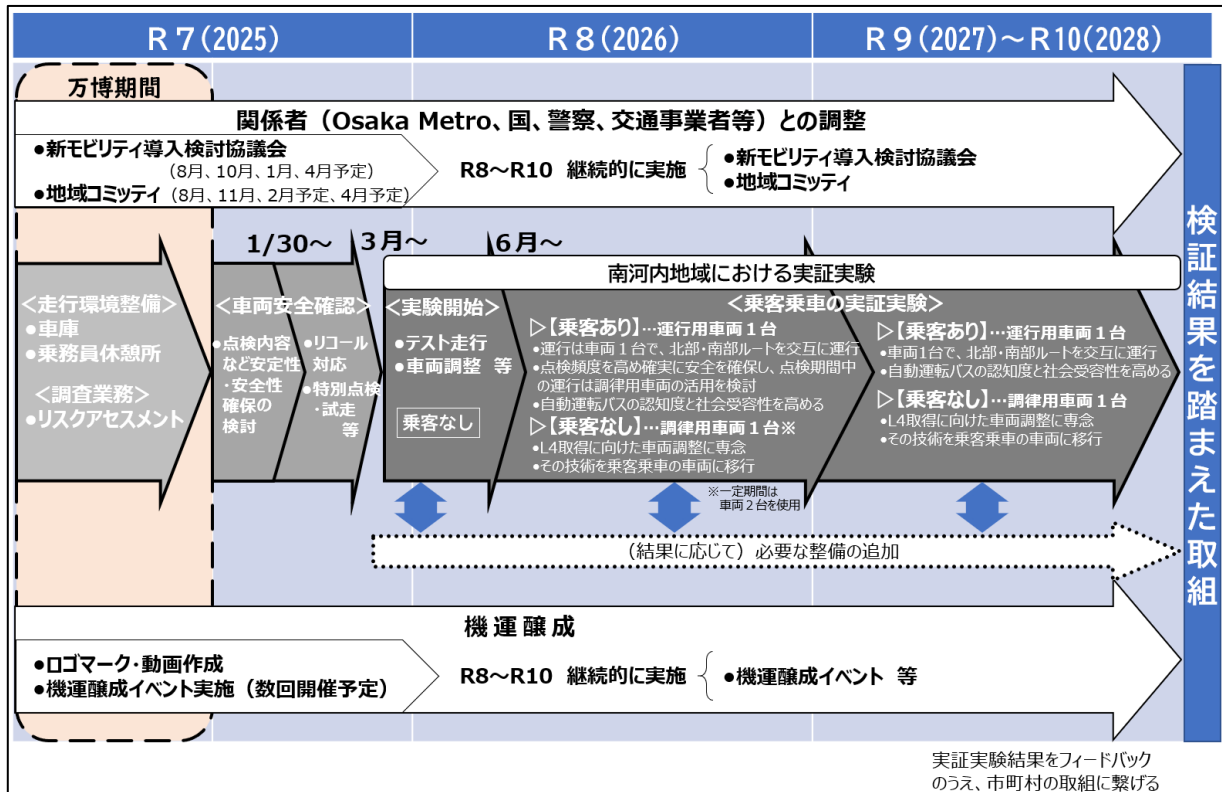 R7(2025)
R8(2026)
R9(2027)~R10(2028)
万博期間
関係者(Osaka Metro、国、警察、交通事業者等)との調整
●新モビリティ導入検討協議会
(8月、10月、1月、4月予定)
●地域コミッティ(8月、11月、2月予定、4月予定)
R8~R10 継続的に実施
●新モビリティ導入検討協議会
●地域コミッティ
1/30~
3月~
6月~
南河内地域における実証実験
<走行環境整備>
●車庫
●乗務員休憩所
<調査業務>
●リスクアセスメント
<車両安全確認>
●点検内容
など安定性
・安全性
確保の
検討
●リコール
対応
●特別点検
・試走
等
<実験開始>
●テスト走行
●車両調整 等
乗客なし
<乗客乗車の実証実験>
▷【乗客あり】…運行用車両1台
●運行は車両1台で、北部・南部ルートを交互に運行
●点検頻度を高め確実に安全を確保し、点検期間中
の運行は調律用車両の活用を検討
●自動運転バスの認知度と社会受容性を高める
▷【乗客なし】…調律用車両1台※
●L4取得に向けた車両調整に専念
●その技術を乗客乗車の車両に移行
※一定期間は
車両2台を使用
▷【乗客あり】…運行用車両1台
●車両1台で、北部・南部ルートを交互に運行
●自動運転バスの認知度と社会受容性を高める
▷【乗客なし】…調律用車両1台
●L4取得に向けた車両調整に専念
●その技術を乗客乗車の車両に移行
(結果に応じて)必要な整備の追加
機運醸成
●ロゴマーク・動画作成
●機運醸成イベント実施(数回開催予定)
R8~R10 継続的に実施
●機運醸成イベント 等
検証結果を踏まえた取組
実証実験結果をフィードバック
のうえ、市町村の取組に繋げる